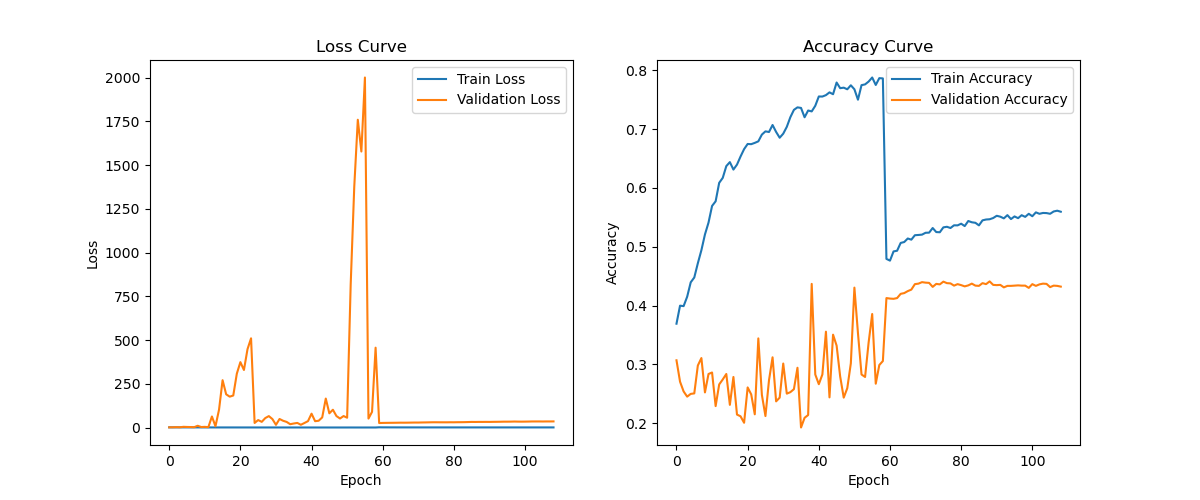 Loss Curve
2000
1750
1500
1250
1000
750
500
250
0
Loss
0 20 40 60 80 100
Epoch
Train Loss
Validation Loss
Accuracy Curve
0.8
0.7
0.6
0.5
0.4
0.3
0.2
Accuracy
0 20 40 60 80 100
Epoch
Train Accuracy
Validation Accuracy